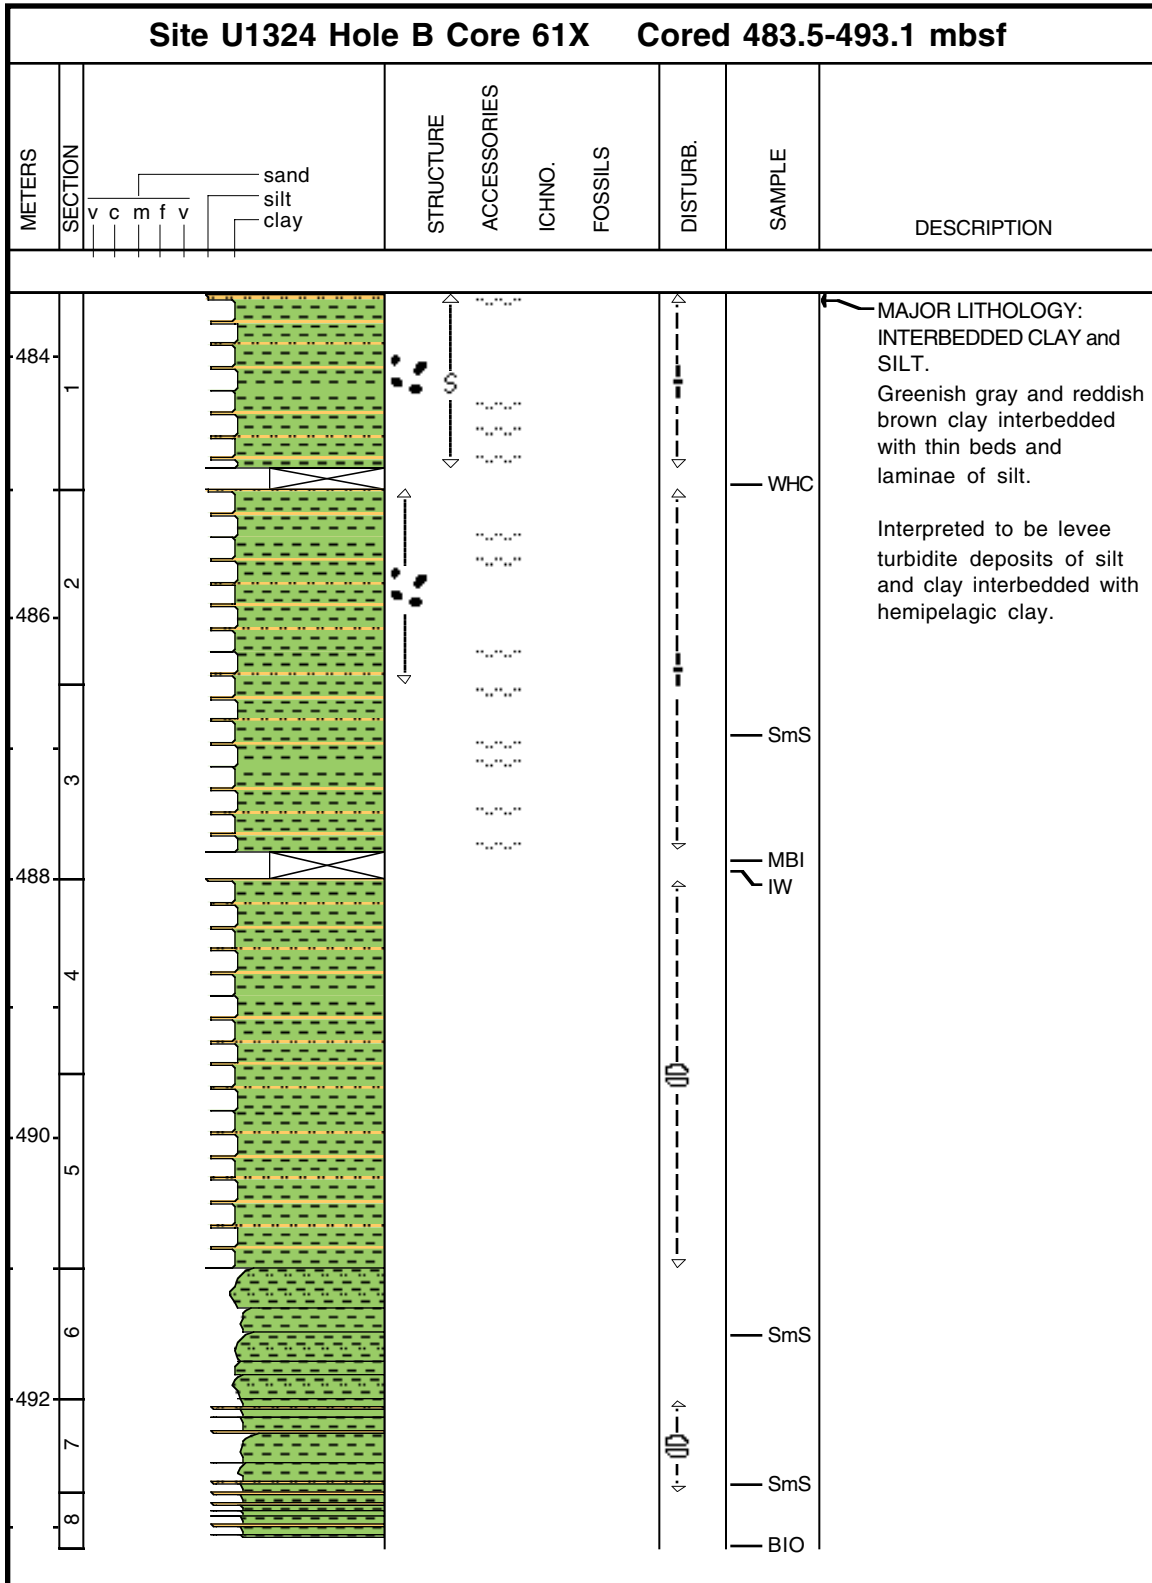 Site U1324 Hole B Core 61X Cored 483.5-493.1 mbsf
METERS
SECTION
v c m f v
sand
silt
clay
STRUCTURE
ACCESSORIES
ICHNO.
FOSSILS
DISTURB.
SAMPLE
DESCRIPTION
MAJOR LITHOLOGY:
INTERBEDDED CLAY and
SILT.
Greenish gray and reddish
brown clay interbedded
with thin beds and
laminae of silt.
Interpreted to be levee
turbidite deposits of silt
and clay interbedded with
hemipelagic clay.
484
1
S
WHC
2
486
SmS
3
MBI
488
IW
4
490
5
6
SmS
492
7
SmS
8
BIO